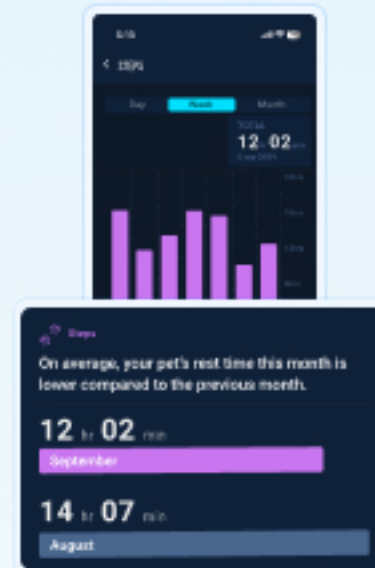 Day Week Month
TOTAL
12 02
Steps
On average, your pet's rest time this month is
lower compared to the previous month.
12 hr 02 min
September
14 hr 07 min
August